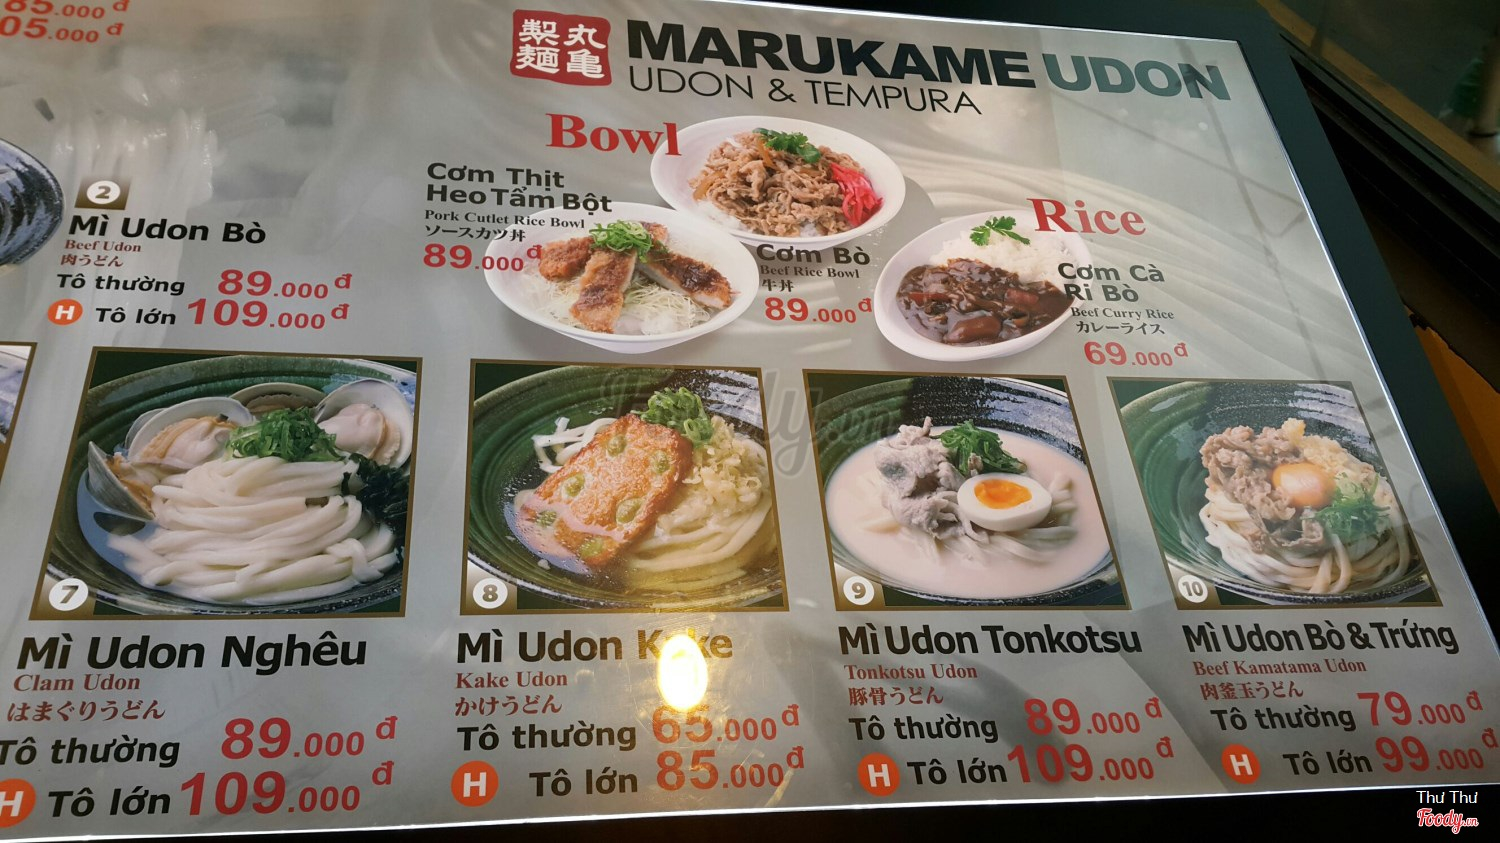 85.000 đ
05.000 đ
製 丸
麺 亀
MARUKAME UDON
UDON & TEMPURA
Bowl
Cơm Thịt
Heo Tẩm Bột
Pork Cutlet Rice Bowl
ソースカツ丼
89.000 đ
Cơm Bò
Beef Rice Bowl
牛丼
89.000 đ
Rice
Cơm Cà
Ri Bò
Beef Curry Rice
カレーライス
69.000 đ
2
Mì Udon Bò
Beef Udon
肉うどん
Tô thường 89.000 đ
H Tô lớn 109.000 đ
7
Mì Udon Nghêu
Clam Udon
はまぐりうどん
Tô thường 89.000 đ
H Tô lớn 109.000 đ
8
Mì Udon Kake
Kake Udon
かけうどん
Tô thường 65.000 đ
H Tô lớn 85.000 đ
9
Mì Udon Tonkotsu
Tonkotsu Udon
豚骨うどん
Tô thường 89.000 đ
H Tô lớn 109.000 đ
10
Mì Udon Bò & Trứng
Beef Kamatama Udon
肉釜玉うどん
Tô thường 79.000 đ
H Tô lớn 99.000 đ
Foody.vn
Thư Thư
Foody.vn